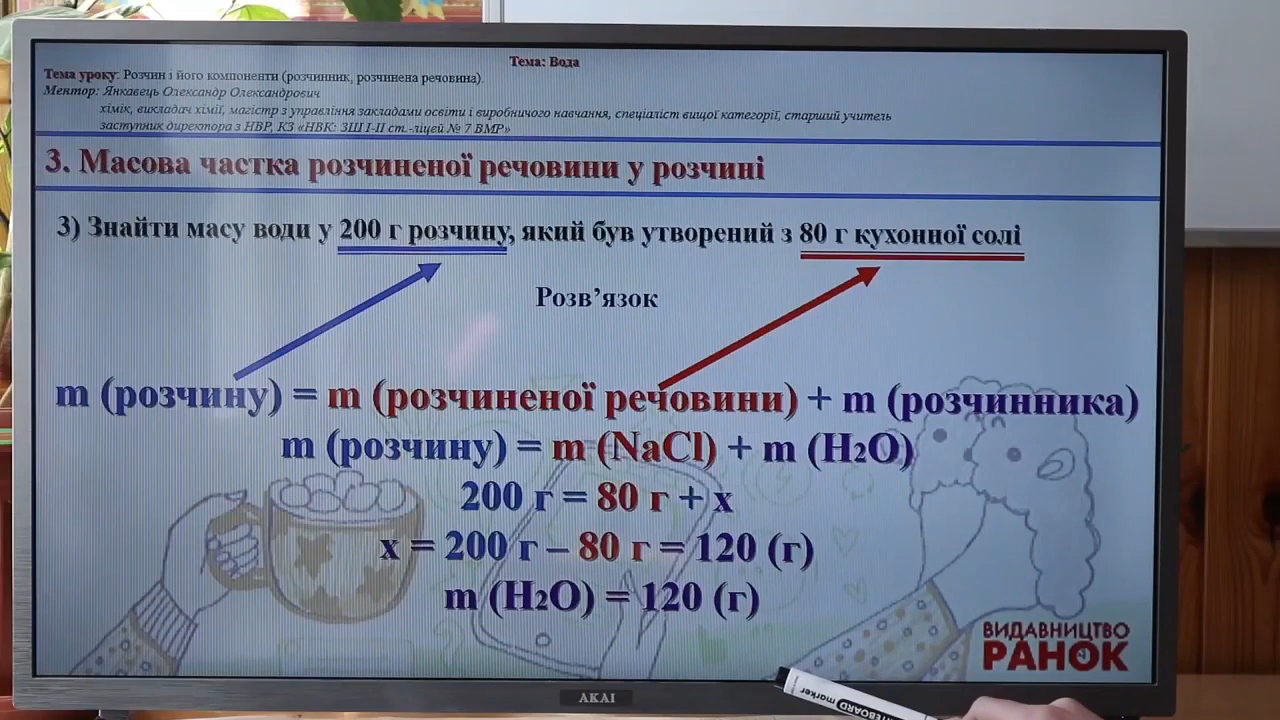 Тема: Вода
Тема уроку: Розчин і його компоненти (розчинник, розчинена речовина).
Ментор: Янкавець Олександр Олександрович
хімік, викладач хімії, магістр з управління закладами освіти і виробничого навчання, спеціаліст вищої категорії, старший учитель
заступник директора з НВР, КЗ «НВК: ЗШ І-ІІ ст.-ліцей № 7 ВМР»
3. Масова частка розчиненої речовини у розчині
3) Знайти масу води у 200 г розчину, який був утворений з 80 г кухонної солі
Розв’язок
m (розчину) = m (розчиненої речовини) + m (розчинника)
m (розчину) = m (NaCl) + m (H2O)
200 г = 80 г + x
x = 200 г – 80 г = 120 (г)
m (H2O) = 120 (г)
ВИДАВНИЦТВО
РАНОК
AKAI
WHITEBOARD marker